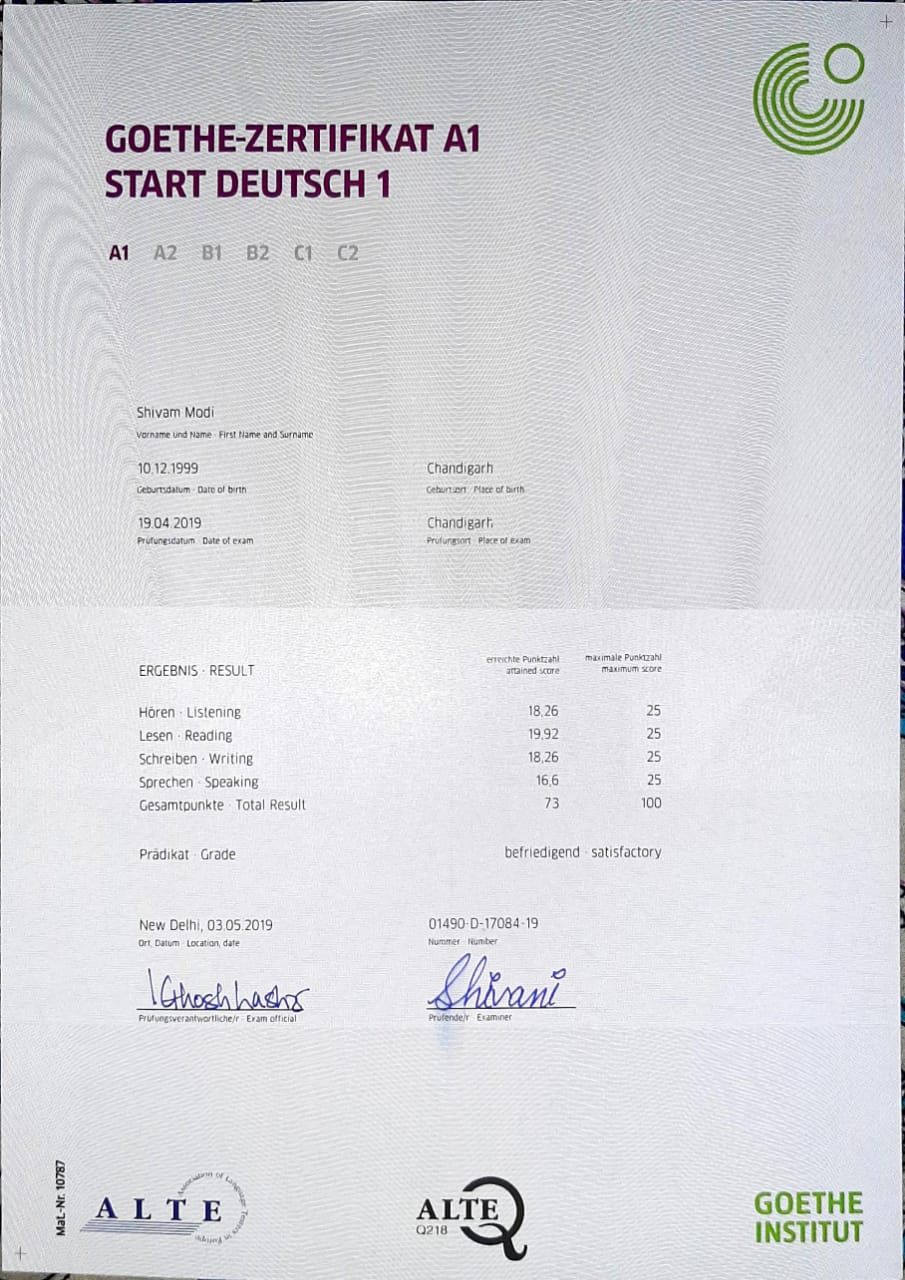 GOETHE-ZERTIFIKAT A1
START DEUTSCH 1
A1 A2 B1 B2 C1 C2
Shivam Modi
Vorname und Name · First Name and Surname
10.12.1999 Chandigarh
Geburtsdatum · Date of birth Geburtsort · Place of birth
19.04.2019 Chandigarh
Prüfungsdatum · Date of exam Prüfungsort · Place of exam
erreichte Punktzahl maximale Punktzahl
ERGEBNIS · RESULT attained score maximum score
Hören · Listening 18,26 25
Lesen · Reading 19,92 25
Schreiben · Writing 18,26 25
Sprechen · Speaking 16,6 25
Gesamtpunkte · Total Result 73 100
Prädikat · Grade befriedigend · satisfactory
New Delhi, 03.05.2019 01490-D-17084-19
Ort, Datum · Location, date Nummer · Number
Shivani
Prüfungsverantwortliche/r · Exam official Prüfende/r · Examiner
Mat.-Nr. 10787
ALTE
Association of Language Testers in Europe
ALTE
Q218
GOETHE
INSTITUT